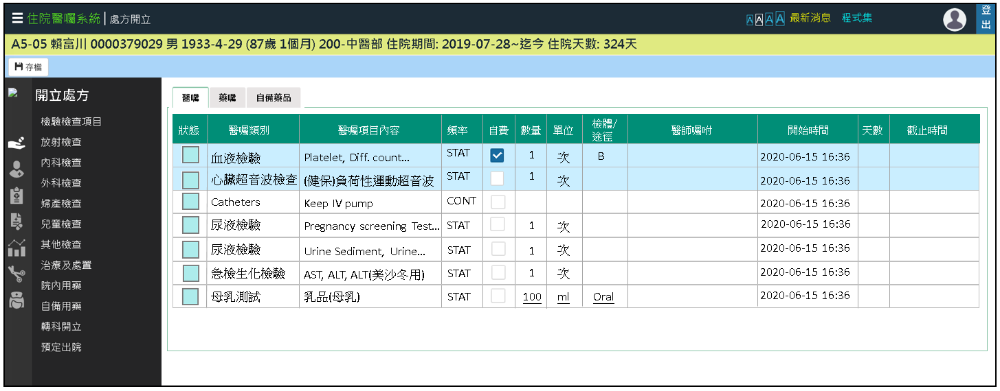 住院醫囑系統 | 處方開立 A A A A 最新消息 程式集 登出
A5-05 賴富川 0000379029 男 1933-4-29 (87歲 1個月) 200-中醫部 住院期間: 2019-07-28~迄今 住院天數: 324天
存檔
開立處方
檢驗檢查項目
放射檢查
內科檢查
外科檢查
婦產檢查
兒童檢查
其他檢查
治療及處置
院內用藥
自備用藥
轉科開立
預定出院
醫囑 藥囑 自備藥品
狀態 醫囑類別 醫囑項目內容 頻率 自費 數量 單位 檢體/途徑 醫師囑咐 開始時間 天數 截止時間
血液檢驗 Platelet, Diff. count... STAT 1 次 B 2020-06-15 16:36
心臟超音波檢查 (健保)負荷性運動超音波 STAT 1 次 2020-06-15 16:36
Catheters Keep IV pump CONT 2020-06-15 16:36
尿液檢驗 Pregnancy screening Test... STAT 1 次 2020-06-15 16:36
尿液檢驗 Urine Sediment, Urine... STAT 1 次 2020-06-15 16:36
急檢生化檢驗 AST, ALT, ALT(美沙冬用) STAT 1 次 2020-06-15 16:36
母乳測試 乳品(母乳) STAT 100 ml Oral 2020-06-15 16:36